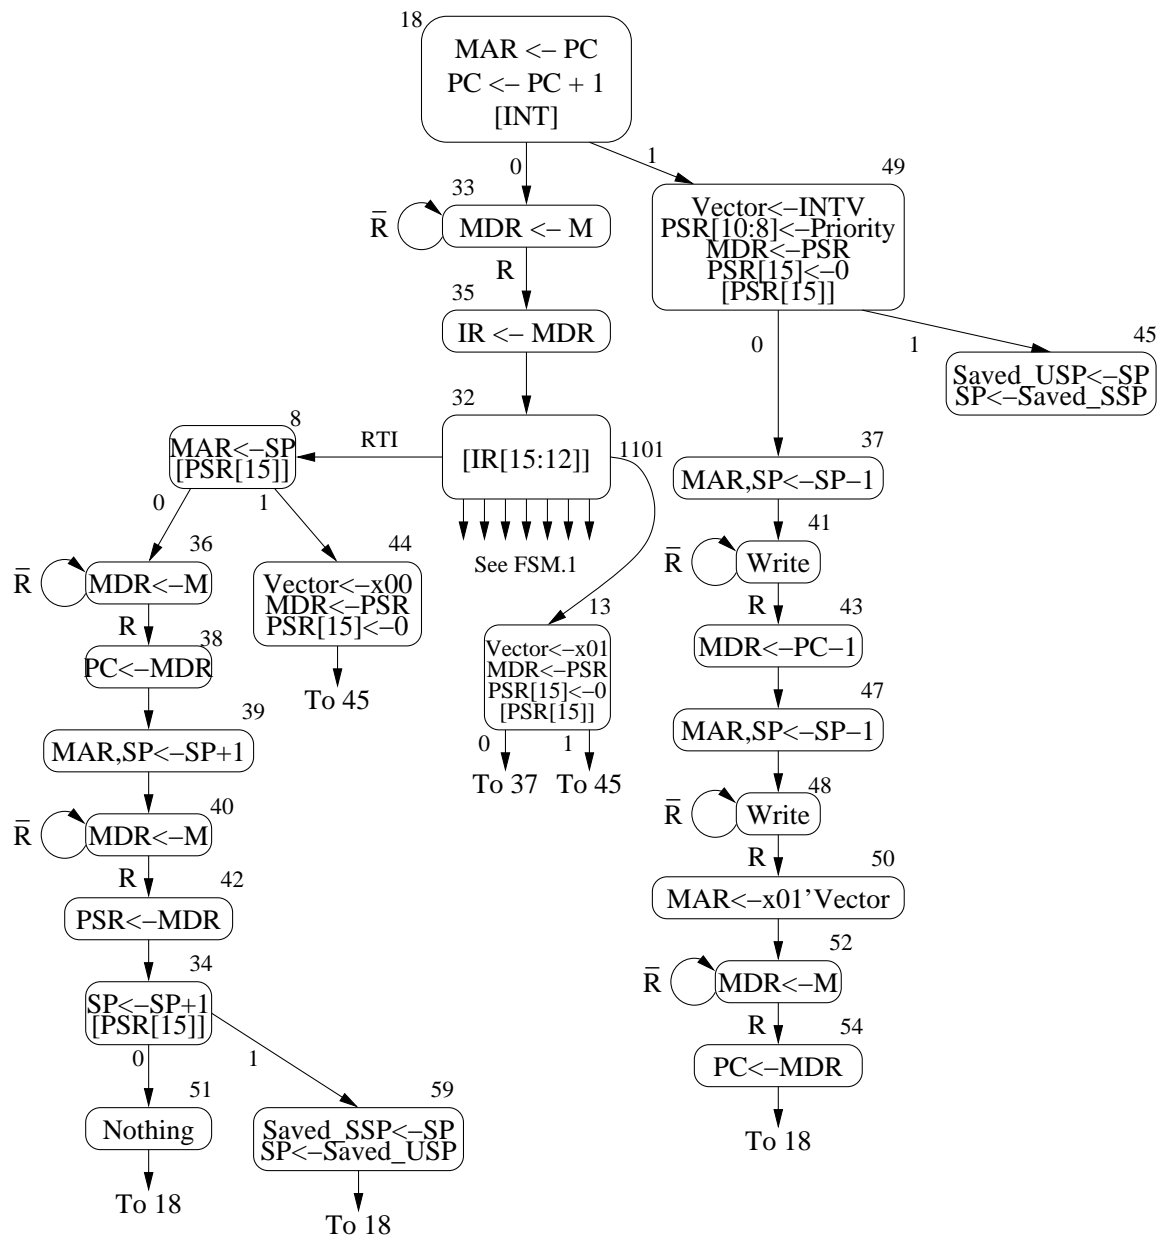 18
MAR <– PC
PC <– PC + 1
[INT]
0
1
33
R̄
MDR <– M
R
49
Vector<–INTV
PSR[10:8]<–Priority
MDR<–PSR
PSR[15]<–0
[PSR[15]]
0
1
35
IR <– MDR
45
Saved_USP<–SP
SP<–Saved_SSP
32
[IR[15:12]]
RTI
1101
See FSM.1
8
MAR<–SP
[PSR[15]]
0
1
37
MAR,SP<–SP–1
36
R̄
MDR<–M
R
44
Vector<–x00
MDR<–PSR
PSR[15]<–0
To 45
13
Vector<–x01
MDR<–PSR
PSR[15]<–0
[PSR[15]]
0
1
To 37
To 45
41
R̄
Write
R
43
MDR<–PC–1
38
PC<–MDR
47
MAR,SP<–SP–1
39
MAR,SP<–SP+1
48
R̄
Write
R
40
R̄
MDR<–M
R
50
MAR<–x01’Vector
42
PSR<–MDR
52
R̄
MDR<–M
R
34
SP<–SP+1
[PSR[15]]
0
1
54
PC<–MDR
To 18
51
Nothing
To 18
59
Saved_SSP<–SP
SP<–Saved_USP
To 18